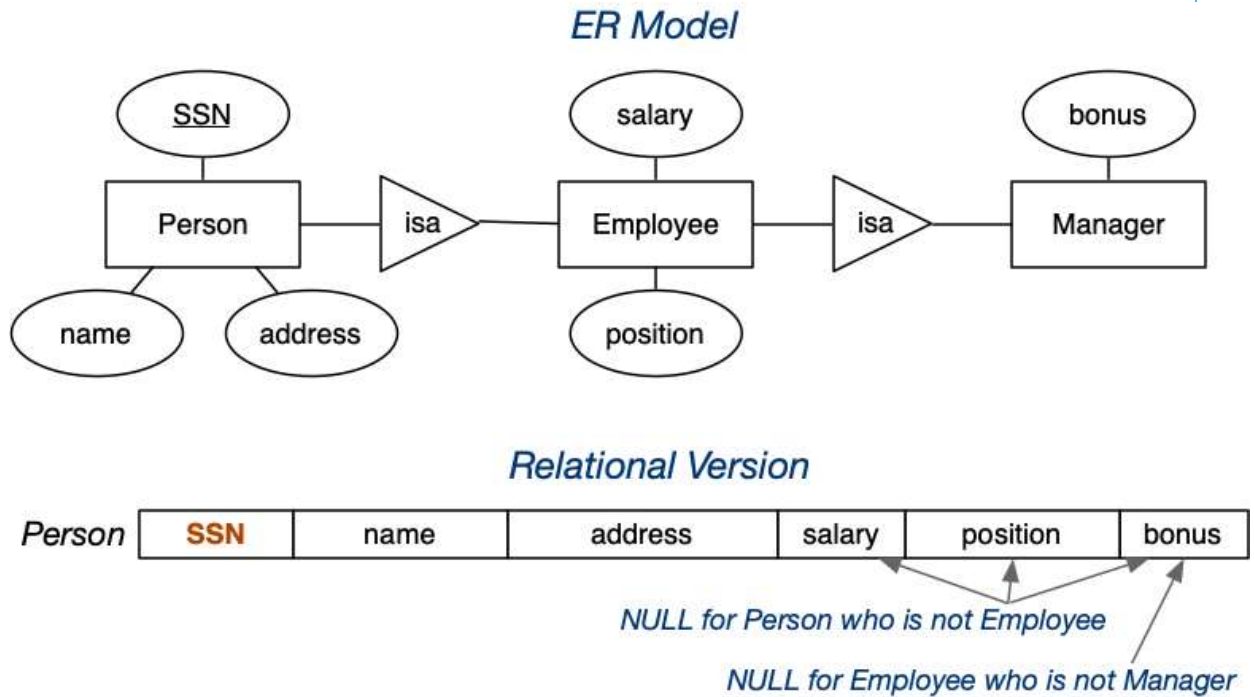 ER Model
SSN
salary
bonus
Person
isa
Employee
isa
Manager
name
address
position
Relational Version
Person SSN name address salary position bonus
NULL for Person who is not Employee
NULL for Employee who is not Manager